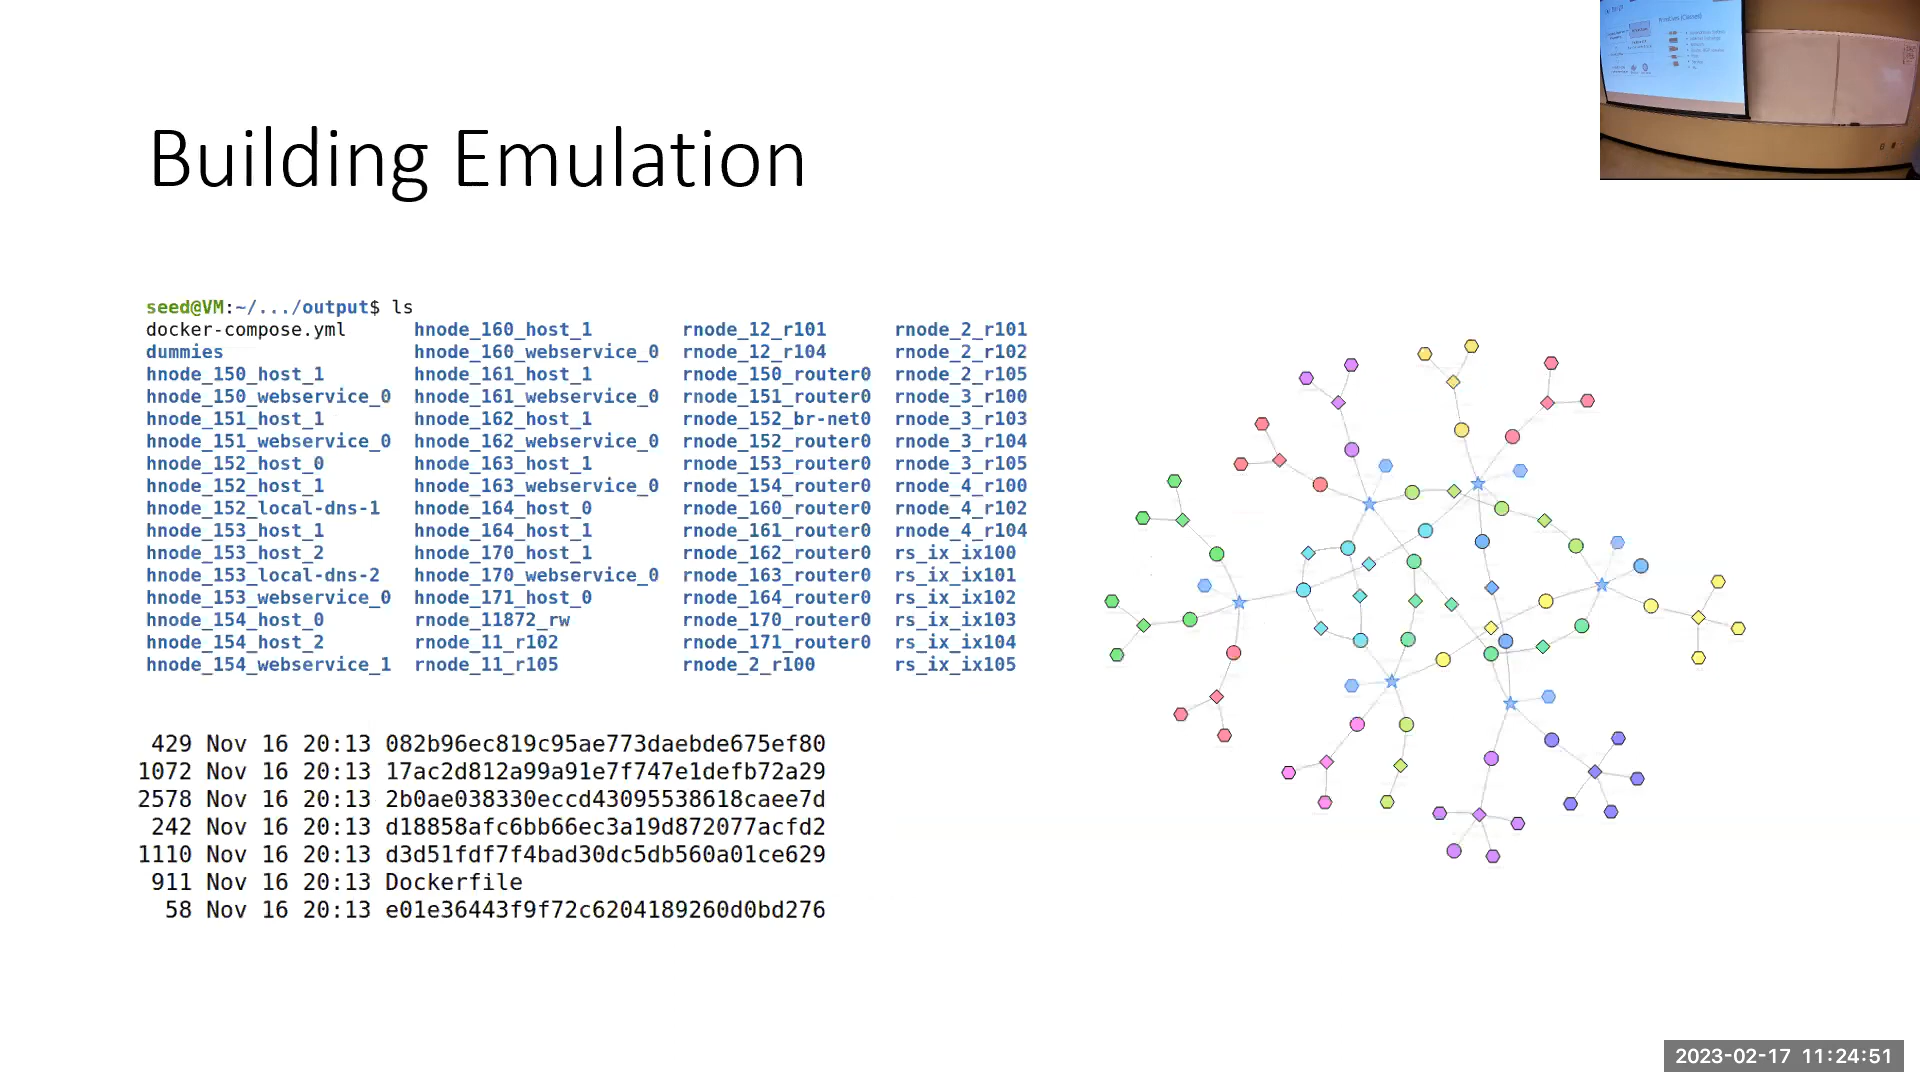 Building Emulation
seed@VM:~/.../output$ ls
docker-compose.yml hnode_160_host_1 rnode_12_r101 rnode_2_r101
dummies hnode_160_webservice_0 rnode_12_r104 rnode_2_r102
hnode_150_host_1 hnode_161_host_1 rnode_150_router0 rnode_2_r105
hnode_150_webservice_0 hnode_161_webservice_0 rnode_151_router0 rnode_3_r100
hnode_151_host_1 hnode_162_host_1 rnode_152_br-net0 rnode_3_r103
hnode_151_webservice_0 hnode_162_webservice_0 rnode_152_router0 rnode_3_r104
hnode_152_host_0 hnode_163_host_1 rnode_153_router0 rnode_3_r105
hnode_152_host_1 hnode_163_webservice_0 rnode_154_router0 rnode_4_r100
hnode_152_local-dns-1 hnode_164_host_0 rnode_160_router0 rnode_4_r102
hnode_153_host_1 hnode_164_host_1 rnode_161_router0 rnode_4_r104
hnode_153_host_2 hnode_170_host_1 rnode_162_router0 rs_ix_ix100
hnode_153_local-dns-2 hnode_170_webservice_0 rnode_163_router0 rs_ix_ix101
hnode_153_webservice_0 hnode_171_host_0 rnode_164_router0 rs_ix_ix102
hnode_154_host_0 rnode_11872_rw rnode_170_router0 rs_ix_ix103
hnode_154_host_2 rnode_11_r102 rnode_171_router0 rs_ix_ix104
hnode_154_webservice_1 rnode_11_r105 rnode_2_r100 rs_ix_ix105
429 Nov 16 20:13 082b96ec819c95ae773daebde675ef80
1072 Nov 16 20:13 17ac2d812a99a91e7f747e1defb72a29
2578 Nov 16 20:13 2b0ae038330eccd43095538618caee7d
242 Nov 16 20:13 d18858afc6bb66ec3a19d872077acfd2
1110 Nov 16 20:13 d3d51fdf7f4bad30dc5db560a01ce629
911 Nov 16 20:13 Dockerfile
58 Nov 16 20:13 e01e36443f9f72c6204189260d0bd276
2023-02-17 11:24:51